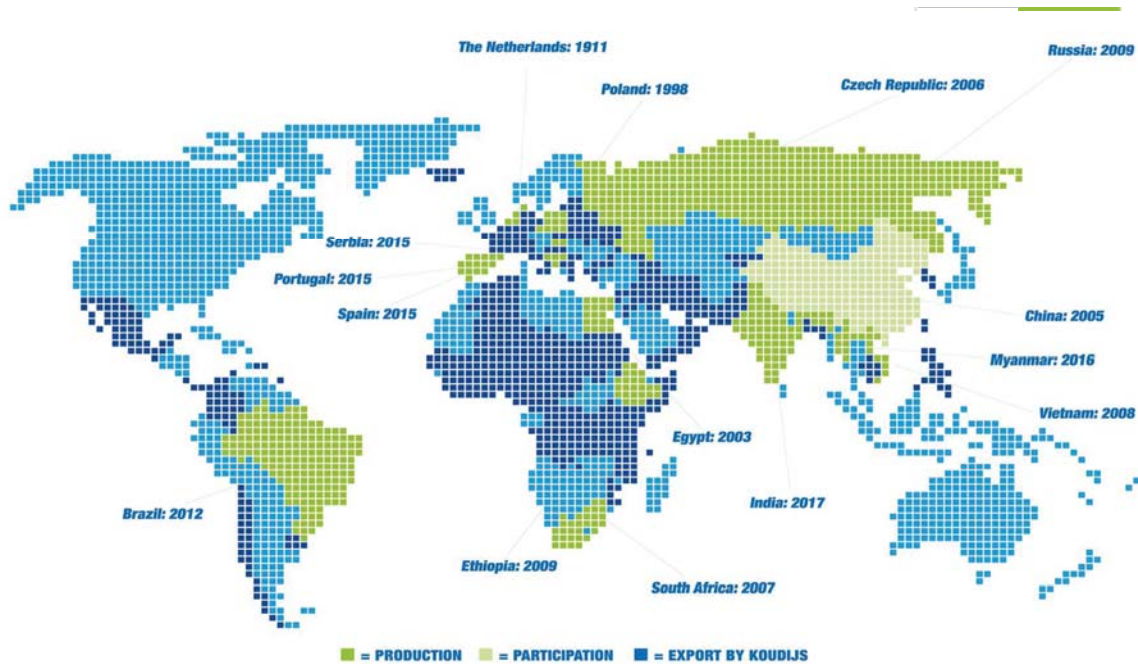 The Netherlands: 1911
Russia: 2009
Poland: 1998
Czech Republic: 2006
Serbia: 2015
Portugal: 2015
Spain: 2015
China: 2005
Myanmar: 2016
Vietnam: 2008
Egypt: 2003
India: 2017
Brazil: 2012
Ethiopia: 2009
South Africa: 2007
= PRODUCTION = PARTICIPATION = EXPORT BY KOUDIJS